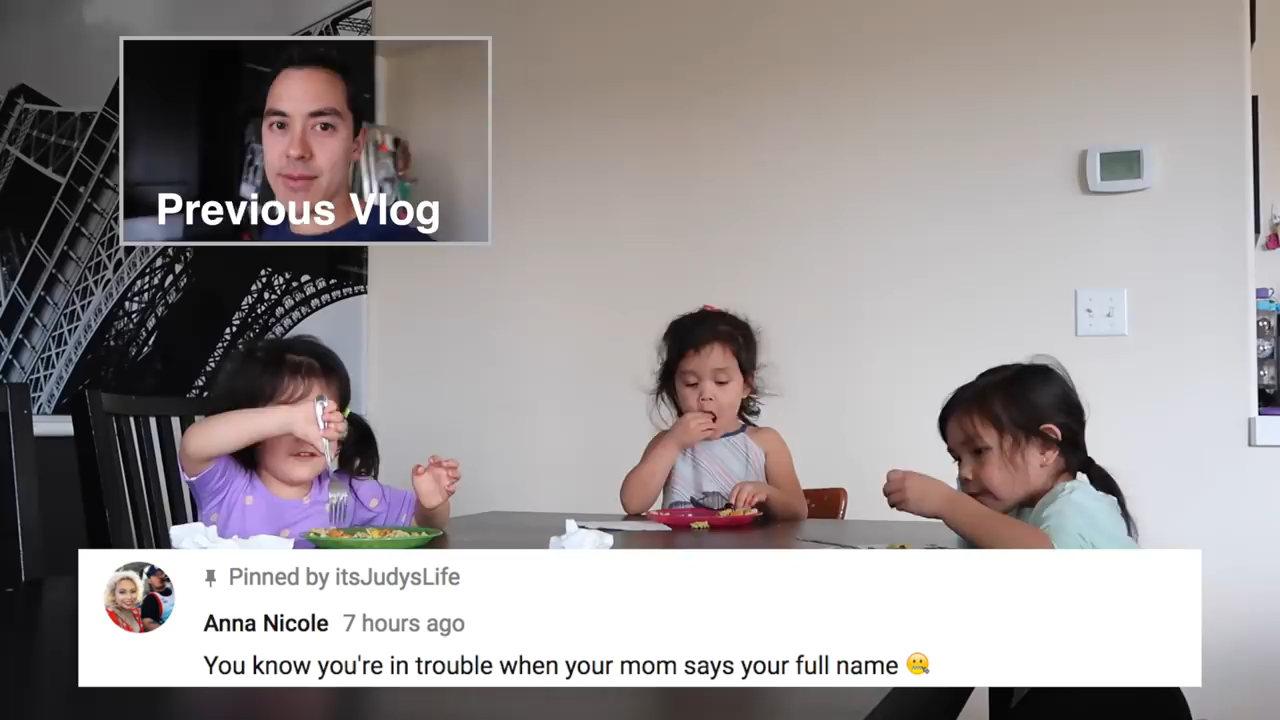 Previous Vlog
Pinned by itsJudysLife
Anna Nicole 7 hours ago
You know you're in trouble when your mom says your full name 🤐